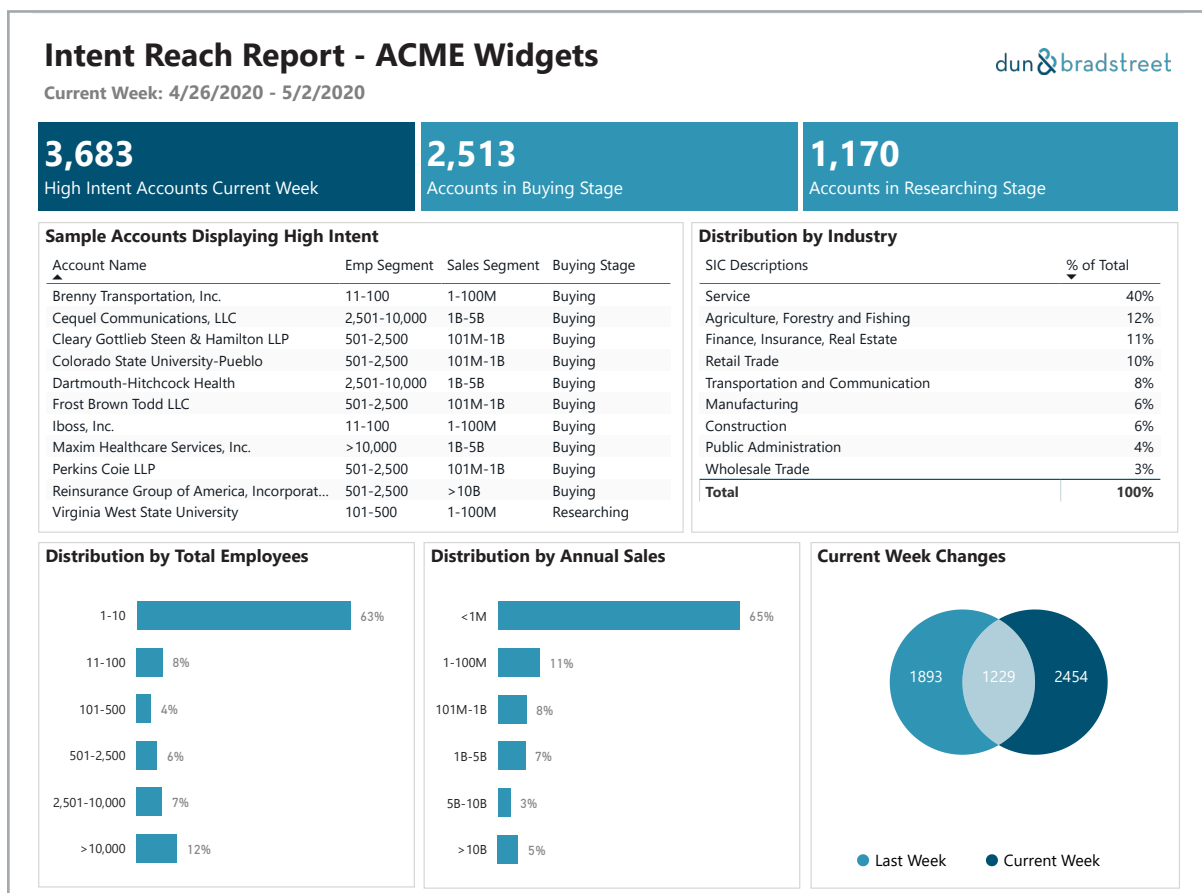 Intent Reach Report - ACME Widgets
dun&bradstreet
Current Week: 4/26/2020 - 5/2/2020
3,683
High Intent Accounts Current Week
2,513
Accounts in Buying Stage
1,170
Accounts in Researching Stage
Sample Accounts Displaying High Intent
Account Name Emp Segment Sales Segment Buying Stage
Brenny Transportation, Inc. 11-100 1-100M Buying
Cequel Communications, LLC 2,501-10,000 1B-5B Buying
Cleary Gottlieb Steen & Hamilton LLP 501-2,500 101M-1B Buying
Colorado State University-Pueblo 501-2,500 101M-1B Buying
Dartmouth-Hitchcock Health 2,501-10,000 1B-5B Buying
Frost Brown Todd LLC 501-2,500 101M-1B Buying
Iboss, Inc. 11-100 1-100M Buying
Maxim Healthcare Services, Inc. >10,000 1B-5B Buying
Perkins Coie LLP 501-2,500 101M-1B Buying
Reinsurance Group of America, Incorporat... 501-2,500 >10B Buying
Virginia West State University 101-500 1-100M Researching
Distribution by Industry
SIC Descriptions % of Total
Service 40%
Agriculture, Forestry and Fishing 12%
Finance, Insurance, Real Estate 11%
Retail Trade 10%
Transportation and Communication 8%
Manufacturing 6%
Construction 6%
Public Administration 4%
Wholesale Trade 3%
Total 100%
Distribution by Total Employees
1-10 63%
11-100 8%
101-500 4%
501-2,500 6%
2,501-10,000 7%
>10,000 12%
Distribution by Annual Sales
<1M 65%
1-100M 11%
101M-1B 8%
1B-5B 7%
5B-10B 3%
>10B 5%
Current Week Changes
1893 1229 2454
Last Week Current Week